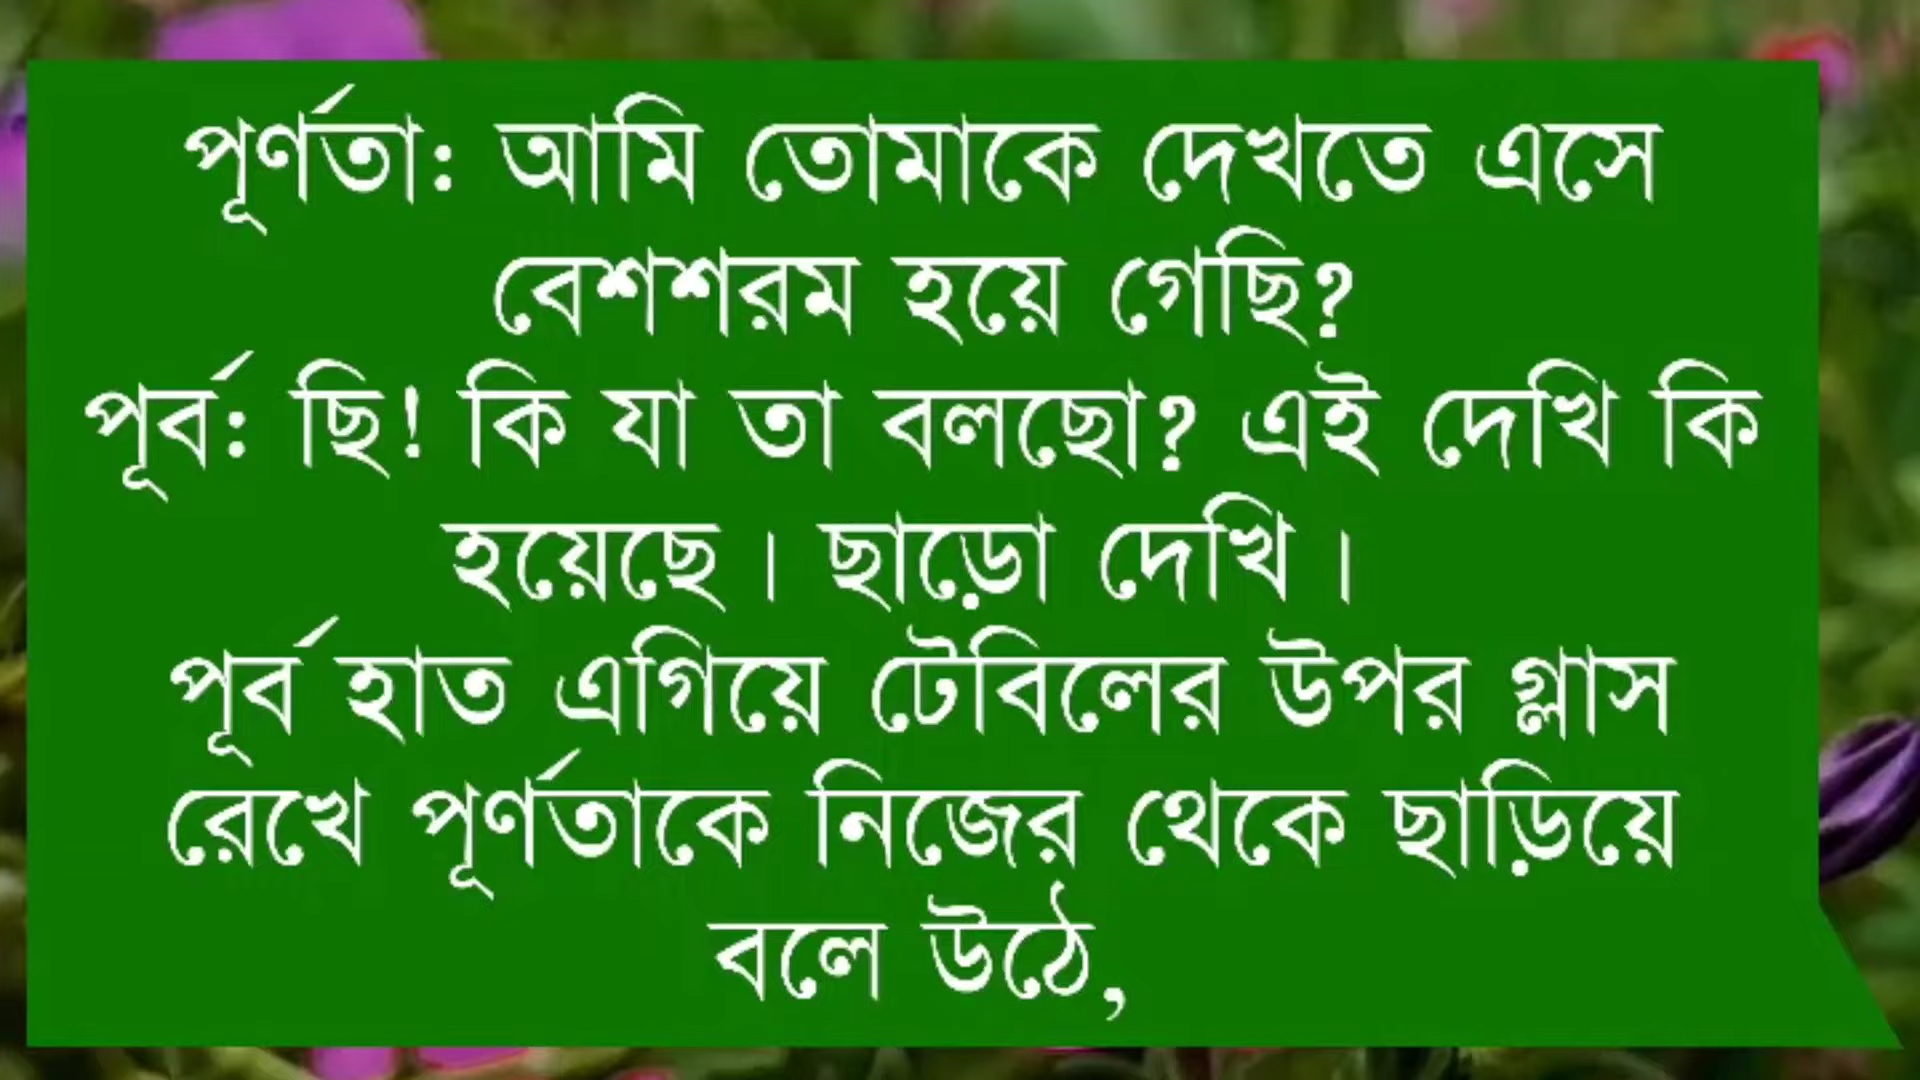 পূর্ণতা: আমি তোমাকে দেখতে এসে
বেশশরম হয়ে গেছি?
পূর্ব: ছি! কি যা তা বলছো? এই দেখি কি
হয়েছে। ছাড়ো দেখি।
পূর্ব হাত এগিয়ে টেবিলের উপর গ্লাস
রেখে পূর্ণতাকে নিজের থেকে ছাড়িয়ে
বলে উঠে,